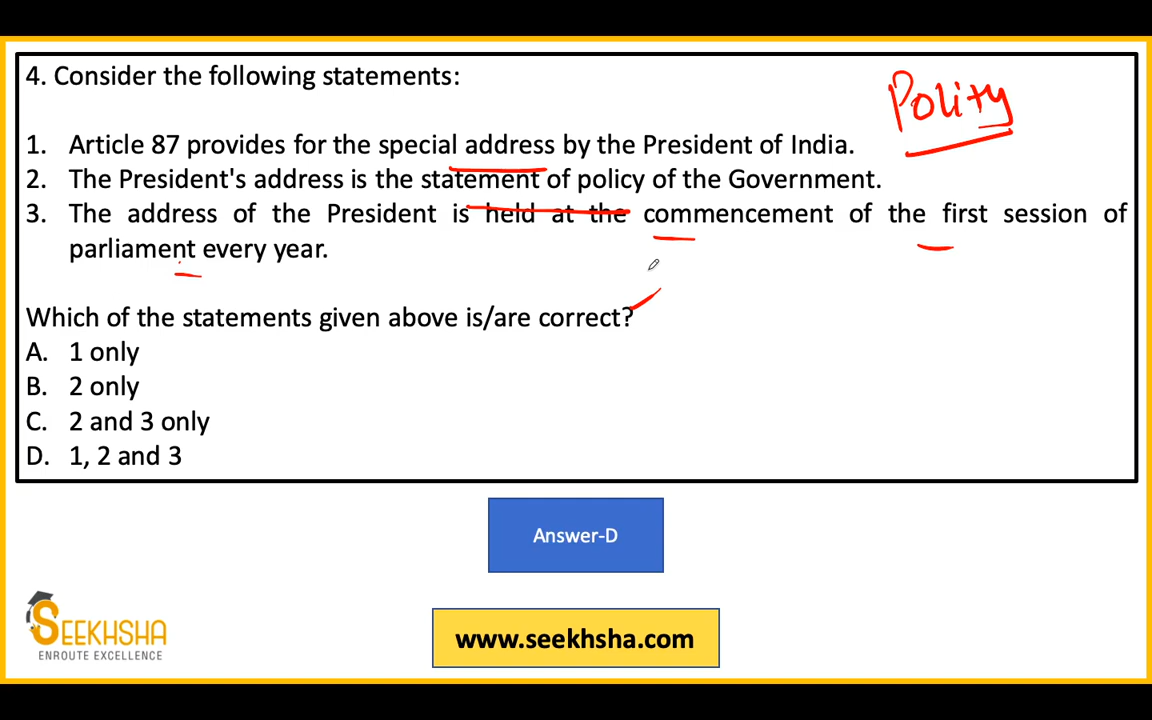 4. Consider the following statements:
Polity
1. Article 87 provides for the special address by the President of India.
2. The President's address is the statement of policy of the Government.
3. The address of the President is held at the commencement of the first session of
parliament every year.
Which of the statements given above is/are correct?
A. 1 only
B. 2 only
C. 2 and 3 only
D. 1, 2 and 3
Answer-D
SEEKHSHA
ENROUTE EXCELLENCE
www.seekhsha.com